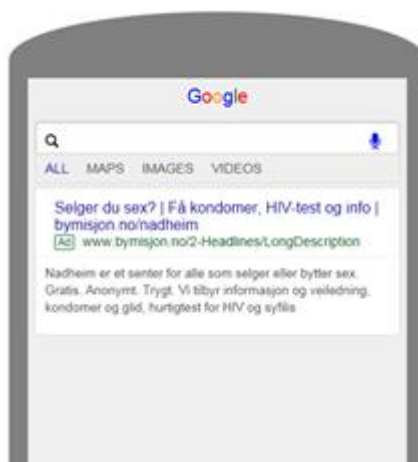 Google
ALL MAPS IMAGES VIDEOS
Selger du sex? | Få kondomer, HIV-test og info |
bymisjon.no/nadheim
Ad www.bymisjon.no/2-Headlines/LongDescription
Nadheim er et senter for alle som selger eller bytter sex.
Gratis. Anonymt. Trygt. Vi tilbyr informasjon og veiledning,
kondomer og glid, hurtigtest for HIV og syfilis